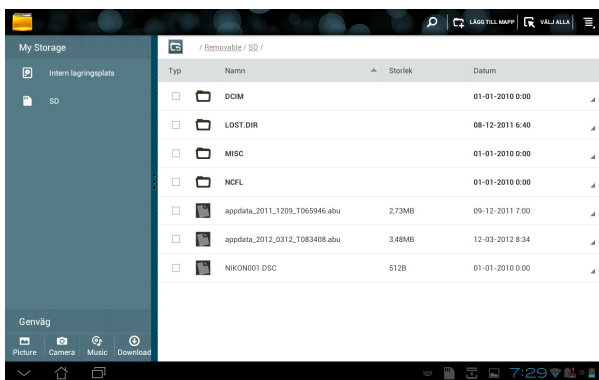 LÄGG TILL MAPP VÄLJ ALLA
My Storage
/ Removable / SD /
Intern lagringsplats
SD
Typ Namn Storlek Datum
DCIM 01-01-2010 0:00
LOST.DIR 08-12-2011 6:40
MISC 01-01-2010 0:00
NCFL 01-01-2010 0:00
appdata_2011_1209_T065946.abu 2,73MB 09-12-2011 7:00
appdata_2012_0312_T083408.abu 3,48MB 12-03-2012 8:34
NIKON001.DSC 512B 01-01-2010 0:00
Genväg
Picture Camera Music Download
7:29